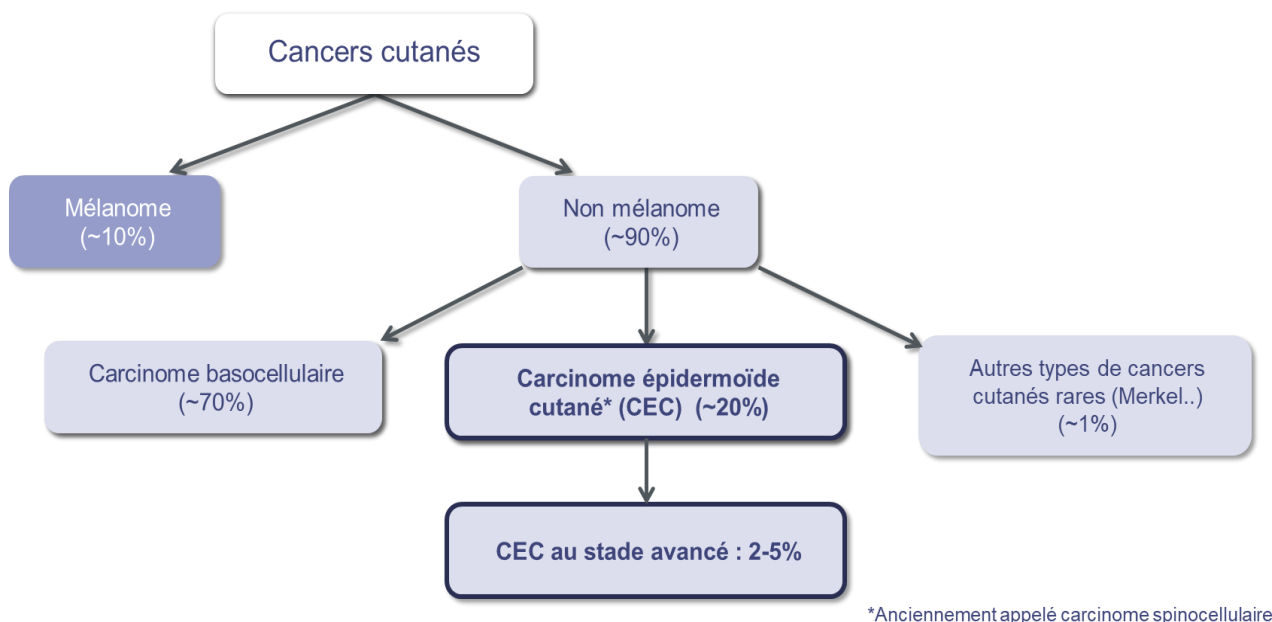 Cancers cutanés
Mélanome
(~10%)
Non mélanome
(~90%)
Carcinome basocellulaire
(~70%)
Carcinome épidermoïde
cutané* (CEC) (~20%)
Autres types de cancers
cutanés rares (Merkel..)
(~1%)
CEC au stade avancé : 2-5%
*Anciennement appelé carcinome spinocellulaire